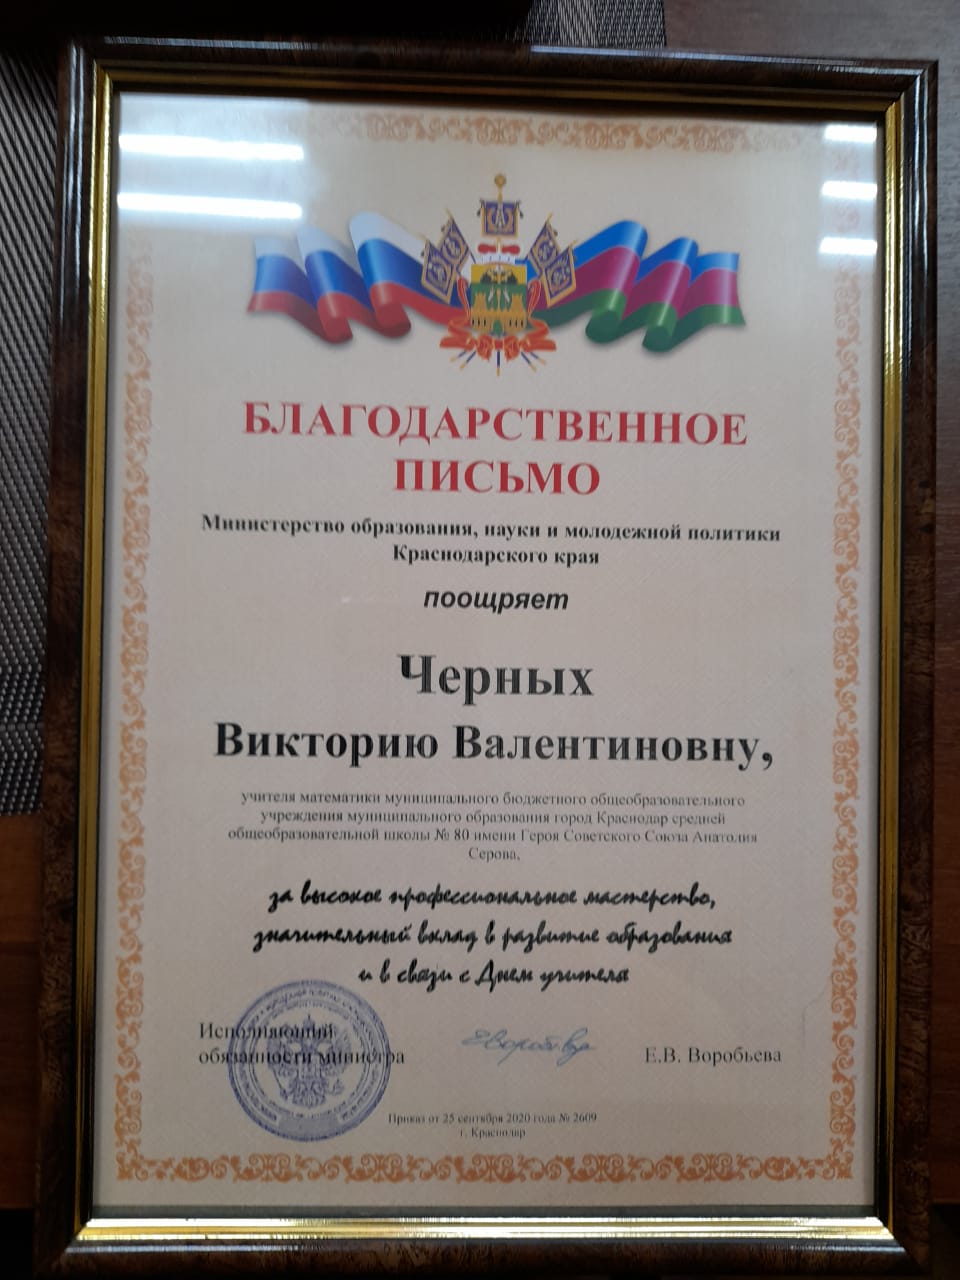 БЛАГОДАРСТВЕННОЕ
ПИСЬМО
Министерство образования, науки и молодежной политики
Краснодарского края
поощряет
Черных
Викторию Валентиновну,
учителя математики муниципального бюджетного общеобразовательного
учреждения муниципального образования город Краснодар средней
общеобразовательной школы № 80 имени Героя Советского Союза Анатолия
Серова,
за высокое профессиональное мастерство,
значительный вклад в развитие образования
и в связи с Днем учителя
Исполняющий
обязанности министра
Е.В. Воробьева
Приказ от 25 сентября 2020 года № 2609
г. Краснодар